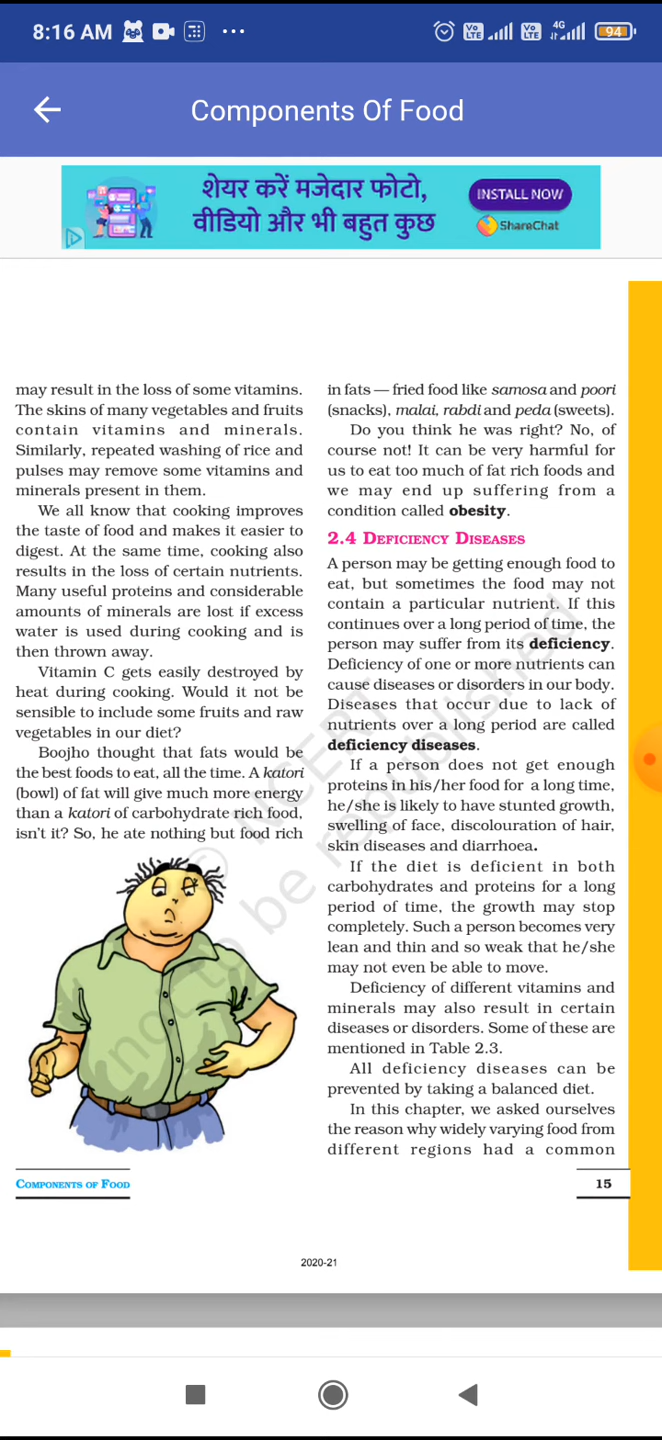 8:16 AM ...
Vo LTE Vo LTE 4G 94
Components Of Food
शेयर करें मजेदार फोटो,
वीडियो और भी बहुत कुछ
INSTALL NOW
ShareChat
may result in the loss of some vitamins.
The skins of many vegetables and fruits
contain vitamins and minerals.
Similarly, repeated washing of rice and
pulses may remove some vitamins and
minerals present in them.
We all know that cooking improves
the taste of food and makes it easier to
digest. At the same time, cooking also
results in the loss of certain nutrients.
Many useful proteins and considerable
amounts of minerals are lost if excess
water is used during cooking and is
then thrown away.
Vitamin C gets easily destroyed by
heat during cooking. Would it not be
sensible to include some fruits and raw
vegetables in our diet?
Boojho thought that fats would be
the best foods to eat, all the time. A katori
(bowl) of fat will give much more energy
than a katori of carbohydrate rich food,
isn't it? So, he ate nothing but food rich
in fats — fried food like samosa and poori
(snacks), malai, rabdi and peda (sweets).
Do you think he was right? No, of
course not! It can be very harmful for
us to eat too much of fat rich foods and
we may end up suffering from a
condition called obesity.
2.4 DEFICIENCY DISEASES
A person may be getting enough food to
eat, but sometimes the food may not
contain a particular nutrient. If this
continues over a long period of time, the
person may suffer from its deficiency.
Deficiency of one or more nutrients can
cause diseases or disorders in our body.
Diseases that occur due to lack of
nutrients over a long period are called
deficiency diseases.
If a person does not get enough
proteins in his/her food for a long time,
he/she is likely to have stunted growth,
swelling of face, discolouration of hair,
skin diseases and diarrhoea.
If the diet is deficient in both
carbohydrates and proteins for a long
period of time, the growth may stop
completely. Such a person becomes very
lean and thin and so weak that he/she
may not even be able to move.
Deficiency of different vitamins and
minerals may also result in certain
diseases or disorders. Some of these are
mentioned in Table 2.3.
All deficiency diseases can be
prevented by taking a balanced diet.
In this chapter, we asked ourselves
the reason why widely varying food from
different regions had a common
© NCERT
not to be republished
COMPONENTS OF FOOD
15
2020-21